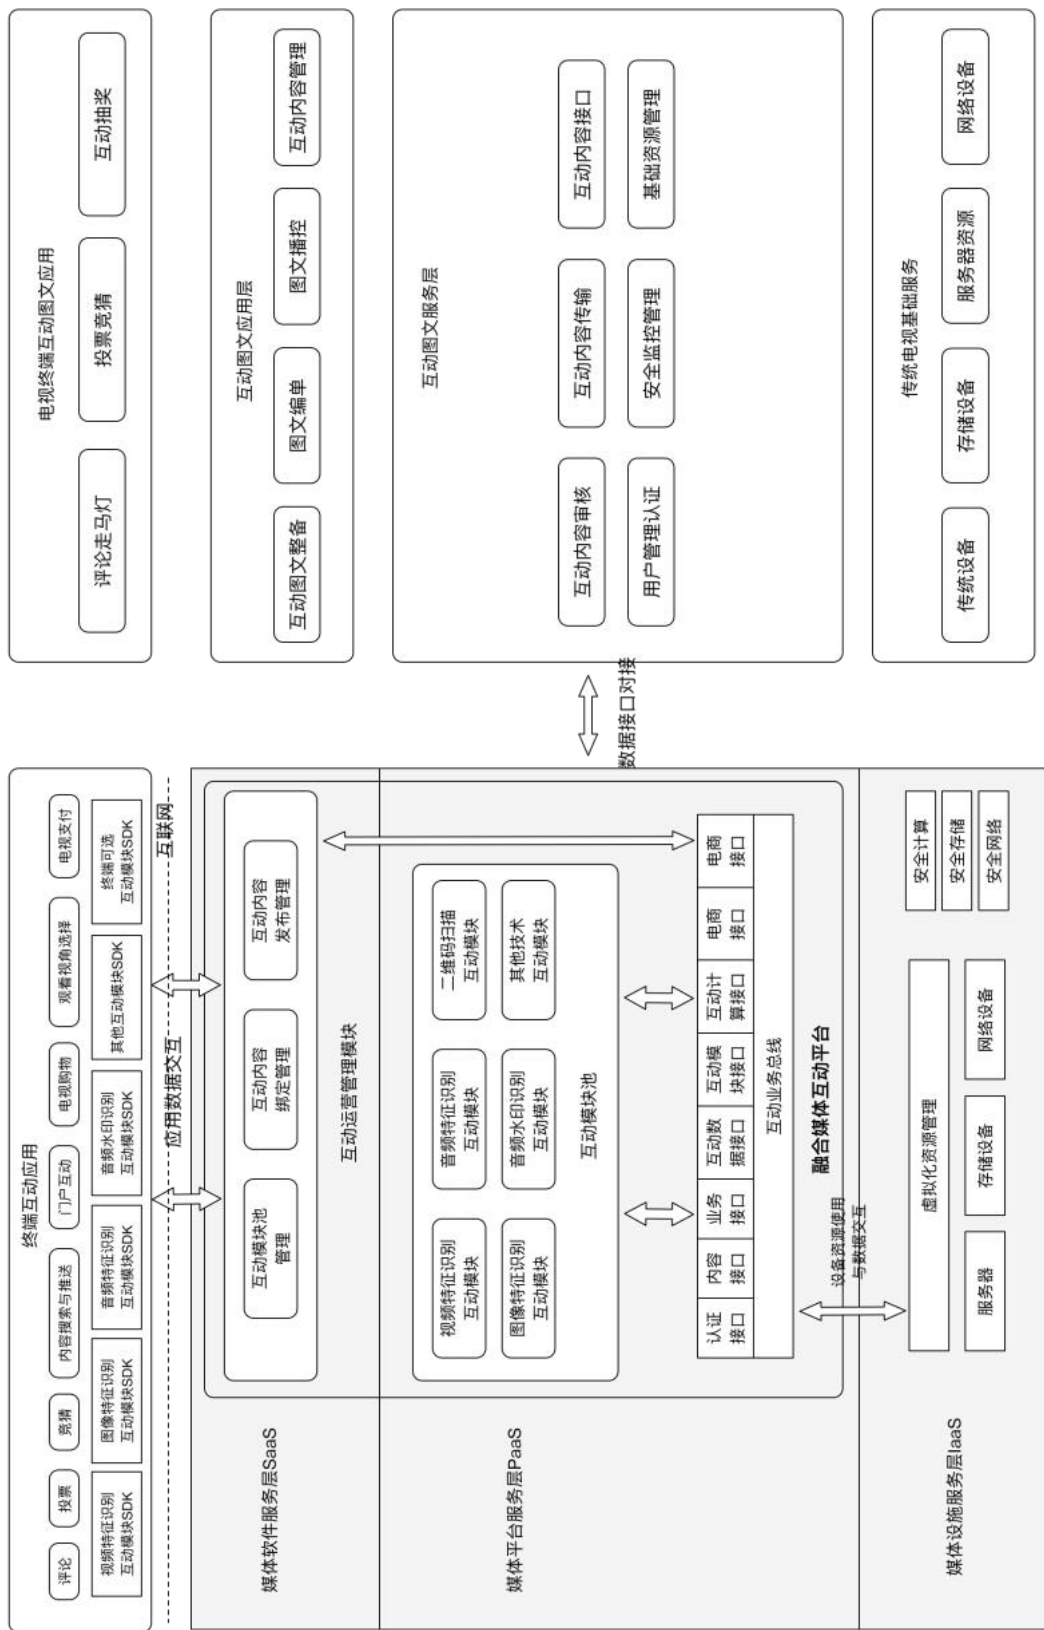 终端互动应用
评论
投票
竞猜
内容搜索与推送
门户互动
电视购物
观看视角选择
电视支付
视频特征识别
互动模块SDK
图像特征识别
互动模块SDK
音频特征识别
互动模块SDK
音频水印识别
互动模块SDK
其他互动模块SDK
终端可选
互动模块SDK
应用数据交互
互联网
媒体软件服务层SaaS
互动模块池
管理
互动内容
绑定管理
互动内容
发布管理
互动运营管理模块
媒体平台服务层PaaS
视频特征识别
互动模块
音频特征识别
互动模块
二维码扫描
互动模块
图像特征识别
互动模块
音频水印识别
互动模块
其他技术
互动模块
互动模块池
认证
接口
内容
接口
业务
接口
互动数
据接口
互动模
块接口
互动计
算接口
电商
接口
电商
接口
互动业务总线
融合媒体互动平台
设备资源使用
与数据交互
媒体设施服务层IaaS
虚拟化资源管理
服务器
存储设备
网络设备
安全计算
安全存储
安全网络
数据接口对接
电视终端互动图文应用
评论走马灯
投票竞猜
互动抽奖
互动图文应用层
互动图文整备
图文编单
图文播控
互动内容管理
互动图文服务层
互动内容审核
互动内容传输
互动内容接口
用户管理认证
安全监控管理
基础资源管理
传统电视基础服务
传统设备
存储设备
服务器资源
网络设备